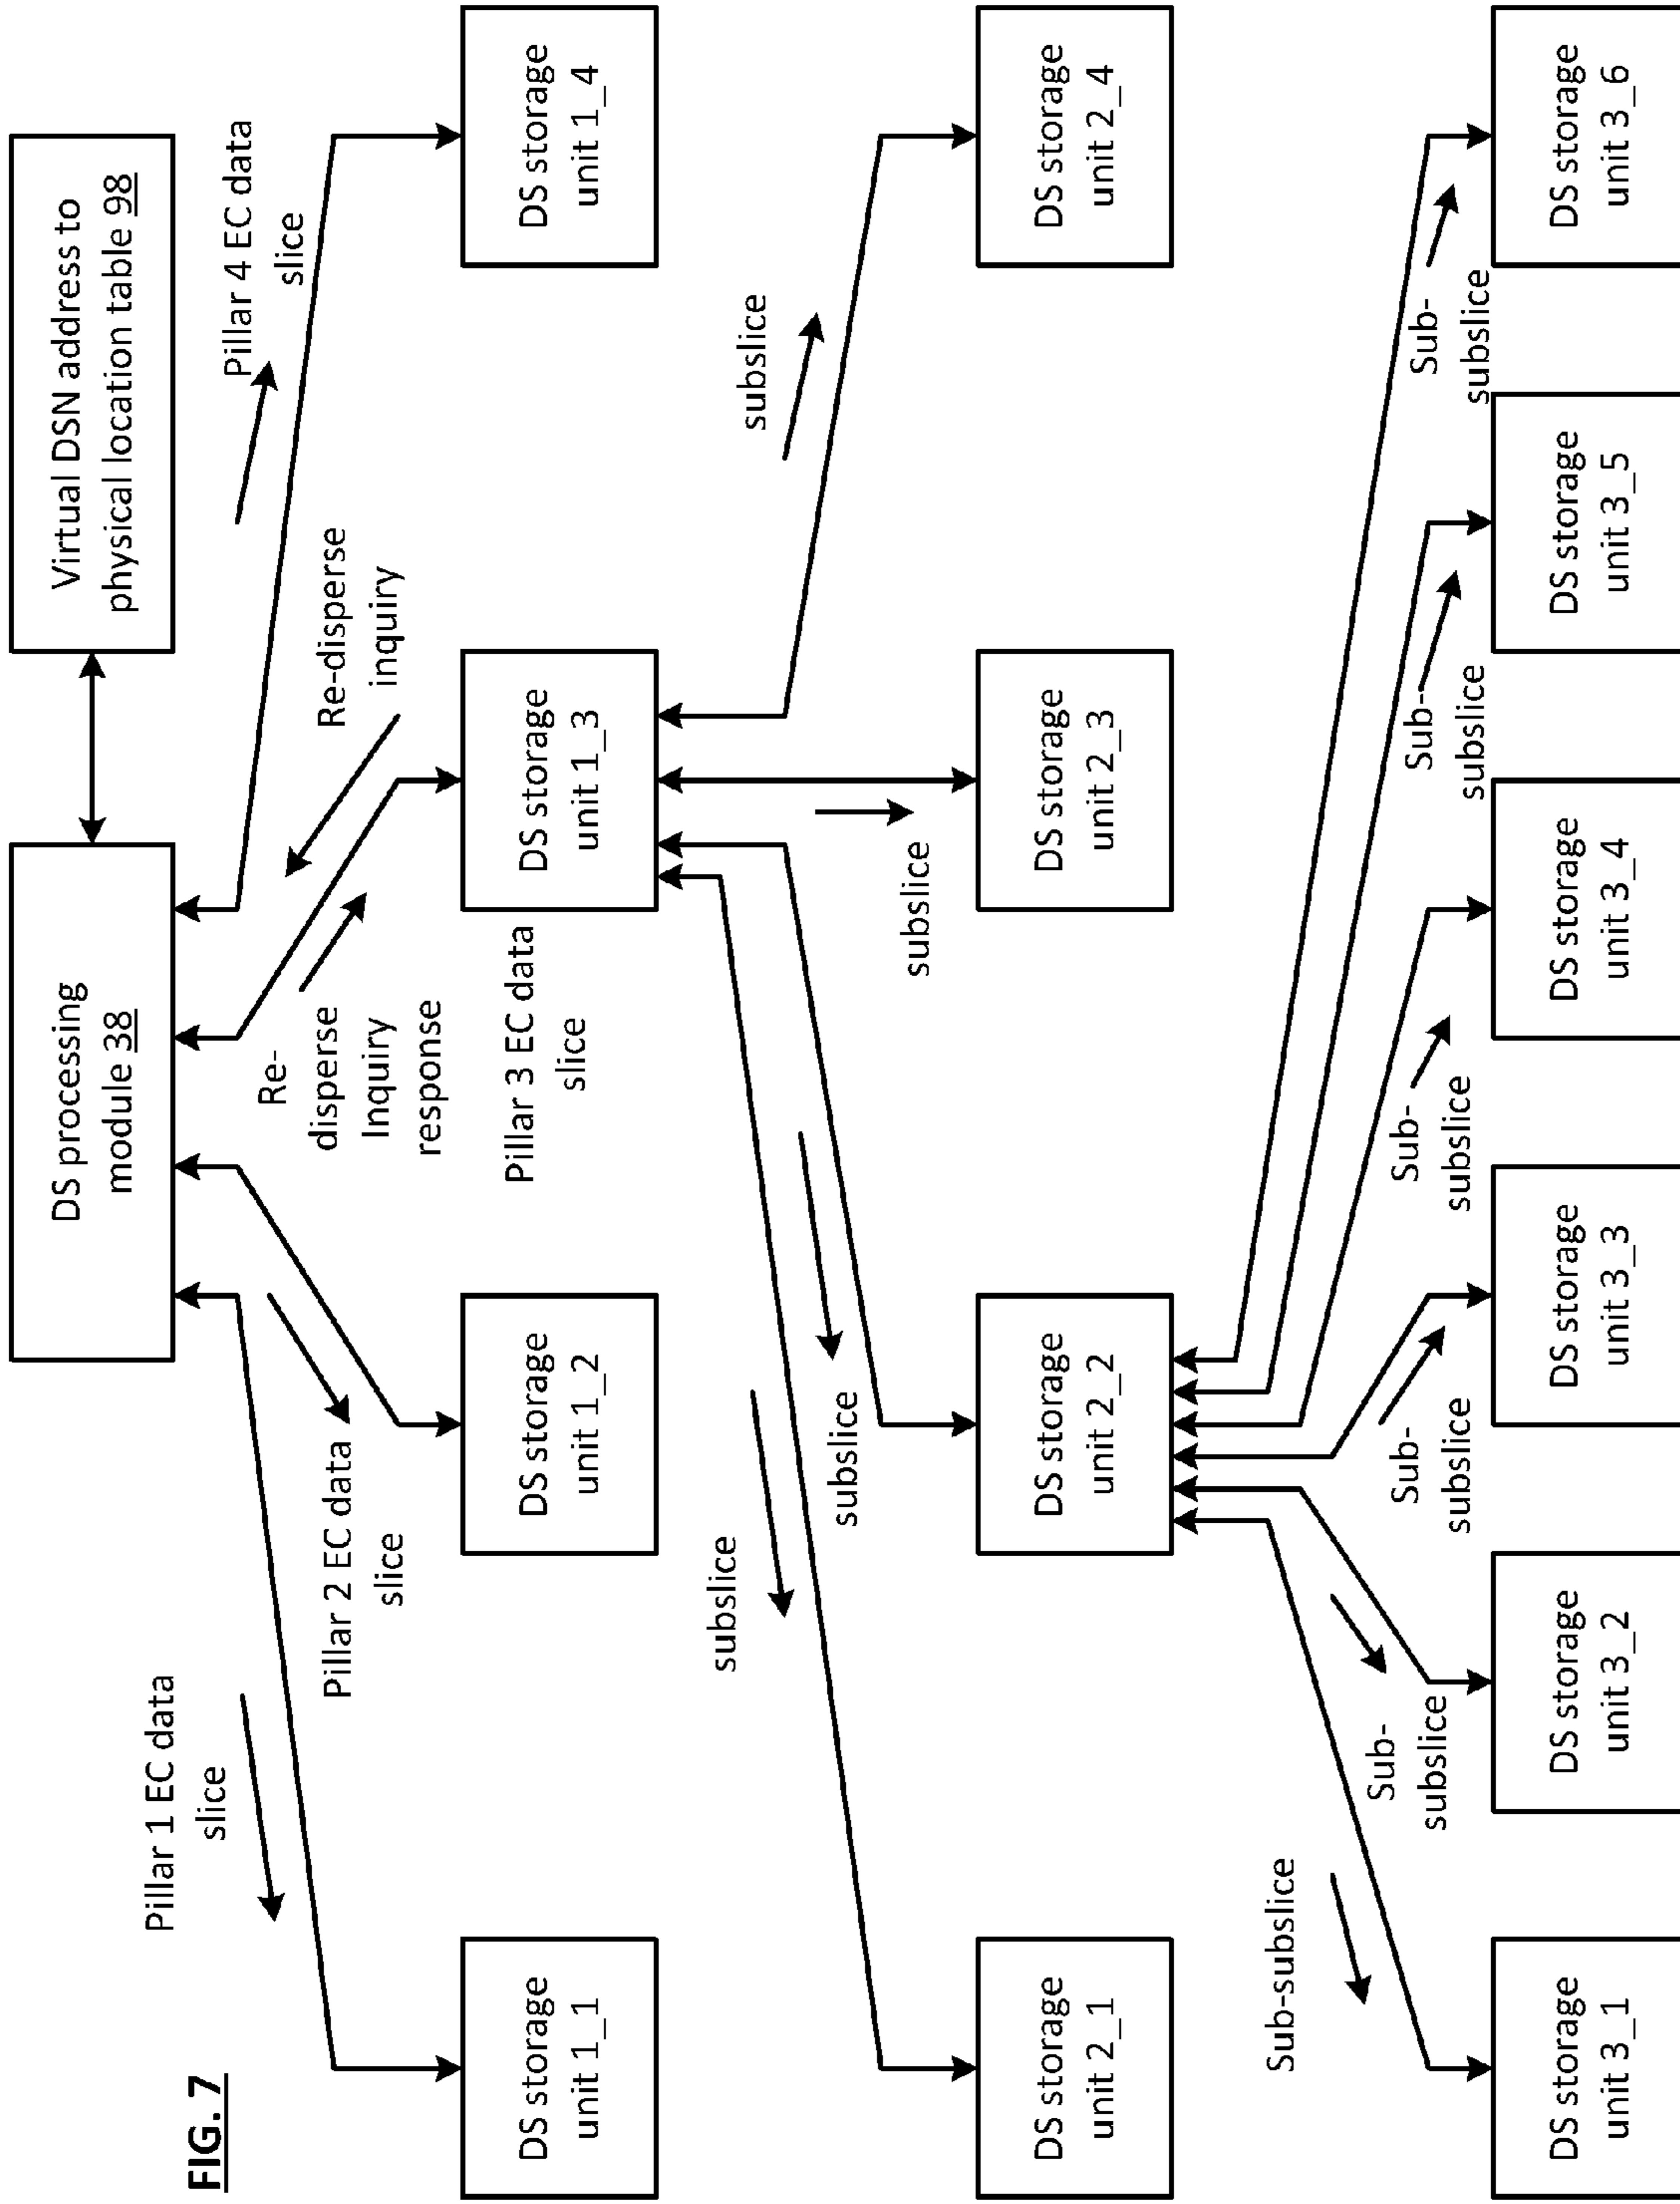 FIG. 7
DS processing
module 38
Virtual DSN address to
physical location table 98
Pillar 1 EC data
slice
Pillar 2 EC data
slice
Re-
disperse
Inquiry
response
Re-disperse
inquiry
Pillar 4 EC data
slice
Pillar 3 EC data
slice
DS storage
unit 1_1
DS storage
unit 1_2
DS storage
unit 1_3
DS storage
unit 1_4
subslice
subslice
subslice
subslice
DS storage
unit 2_1
DS storage
unit 2_2
DS storage
unit 2_3
DS storage
unit 2_4
Sub-subslice
Sub-
subslice
Sub-
subslice
Sub-
subslice
Sub-
subslice
Sub-
subslice
DS storage
unit 3_1
DS storage
unit 3_2
DS storage
unit 3_3
DS storage
unit 3_4
DS storage
unit 3_5
DS storage
unit 3_6